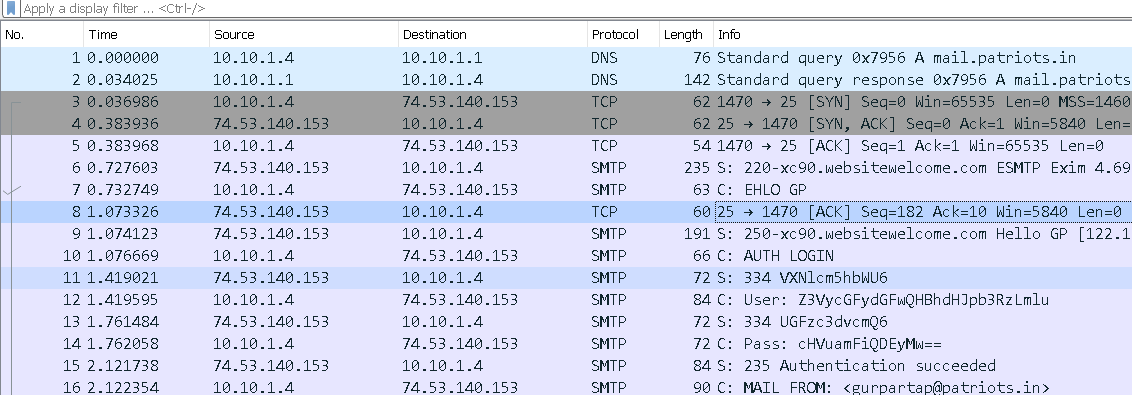 Apply a display filter ... <Ctrl-/>
No. Time Source Destination Protocol Length Info
1 0.000000 10.10.1.4 10.10.1.1 DNS 76 Standard query 0x7956 A mail.patriots.in
2 0.034025 10.10.1.1 10.10.1.4 DNS 142 Standard query response 0x7956 A mail.patriots
3 0.036986 10.10.1.4 74.53.140.153 TCP 62 1470 → 25 [SYN] Seq=0 Win=65535 Len=0 MSS=1460
4 0.383936 74.53.140.153 10.10.1.4 TCP 62 25 → 1470 [SYN, ACK] Seq=0 Ack=1 Win=5840 Len=
5 0.383968 10.10.1.4 74.53.140.153 TCP 54 1470 → 25 [ACK] Seq=1 Ack=1 Win=65535 Len=0
6 0.727603 74.53.140.153 10.10.1.4 SMTP 235 S: 220-xc90.websitewelcome.com ESMTP Exim 4.69
7 0.732749 10.10.1.4 74.53.140.153 SMTP 63 C: EHLO GP
8 1.073326 74.53.140.153 10.10.1.4 TCP 60 25 → 1470 [ACK] Seq=182 Ack=10 Win=5840 Len=0
9 1.074123 74.53.140.153 10.10.1.4 SMTP 191 S: 250-xc90.websitewelcome.com Hello GP [122.1
10 1.076669 10.10.1.4 74.53.140.153 SMTP 66 C: AUTH LOGIN
11 1.419021 74.53.140.153 10.10.1.4 SMTP 72 S: 334 VXNlcm5hbWU6
12 1.419595 10.10.1.4 74.53.140.153 SMTP 84 C: User: Z3VycGFydGFwQHBhdHJpb3RzLmlu
13 1.761484 74.53.140.153 10.10.1.4 SMTP 72 S: 334 UGFzc3dvcmQ6
14 1.762058 10.10.1.4 74.53.140.153 SMTP 72 C: Pass: cHVuamFiQDEyMw==
15 2.121738 74.53.140.153 10.10.1.4 SMTP 84 S: 235 Authentication succeeded
16 2.122354 10.10.1.4 74.53.140.153 SMTP 90 C: MAIL FROM: <gurpartap@patriots.in>